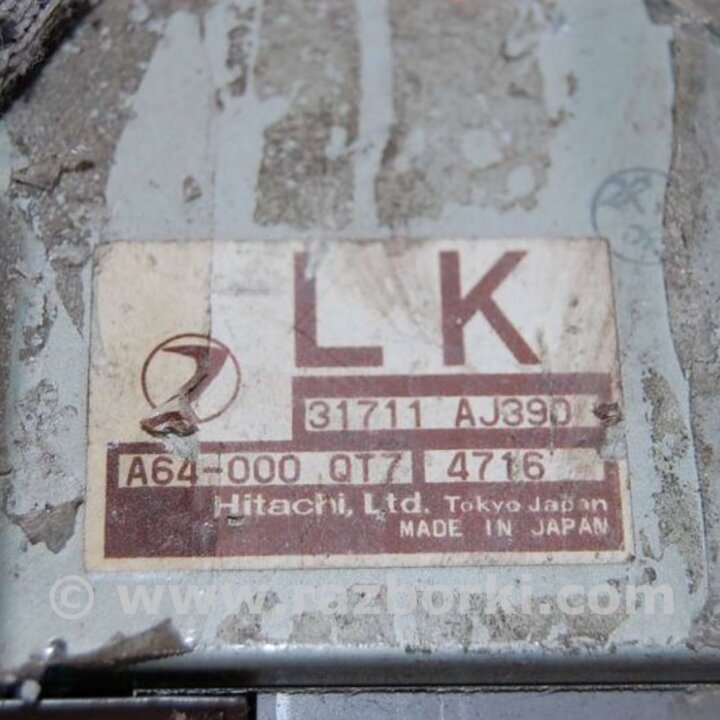 LK
31711 AJ390
A64-000 QT7 4716
Hitachi, Ltd. Tokyo Japan
MADE IN JAPAN
© www.razborki.com